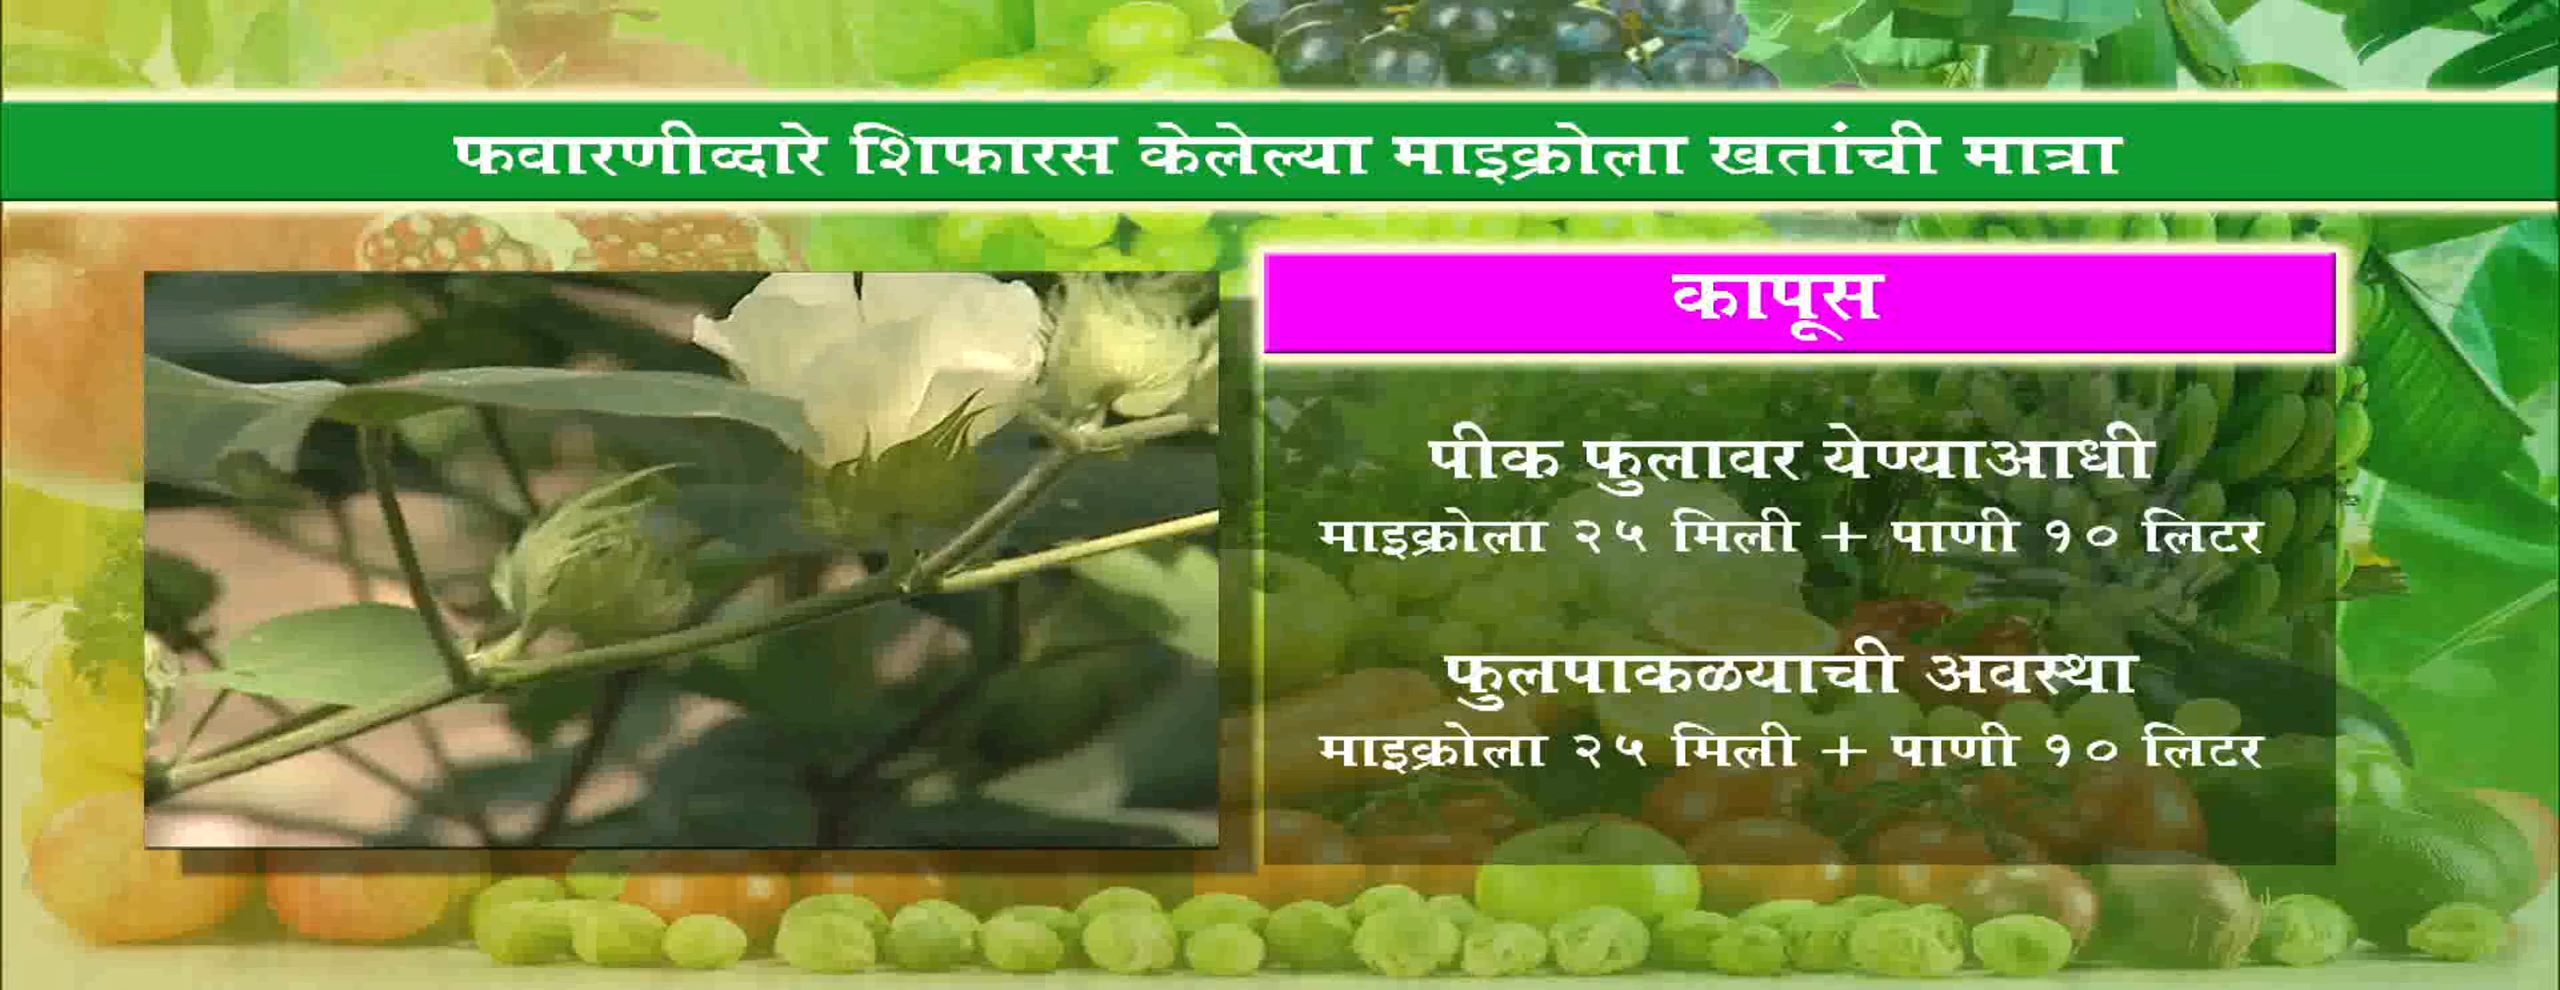 फवारणीव्दारे शिफारस केलेल्या माइक्रोला खतांची मात्रा
कापूस
पीक फुलावर येण्याआधी
माइक्रोला २५ मिली + पाणी १० लिटर
फुलपाकळयाची अवस्था
माइक्रोला २५ मिली + पाणी १० लिटर